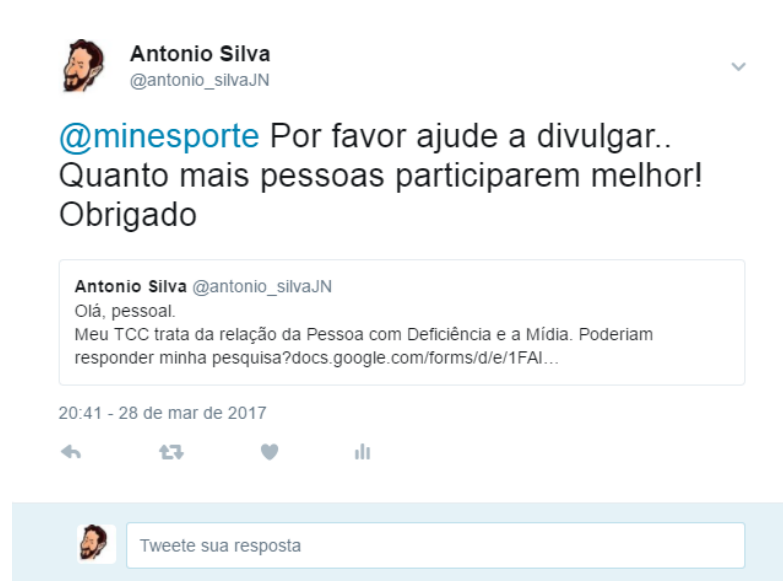 Antonio Silva
@antonio_silvaJN
@minesporte Por favor ajude a divulgar..
Quanto mais pessoas participarem melhor!
Obrigado
Antonio Silva @antonio_silvaJN
Olá, pessoal.
Meu TCC trata da relação da Pessoa com Deficiência e a Mídia. Poderiam
responder minha pesquisa?docs.google.com/forms/d/e/1FAI...
20:41 - 28 de mar de 2017
Tweete sua resposta